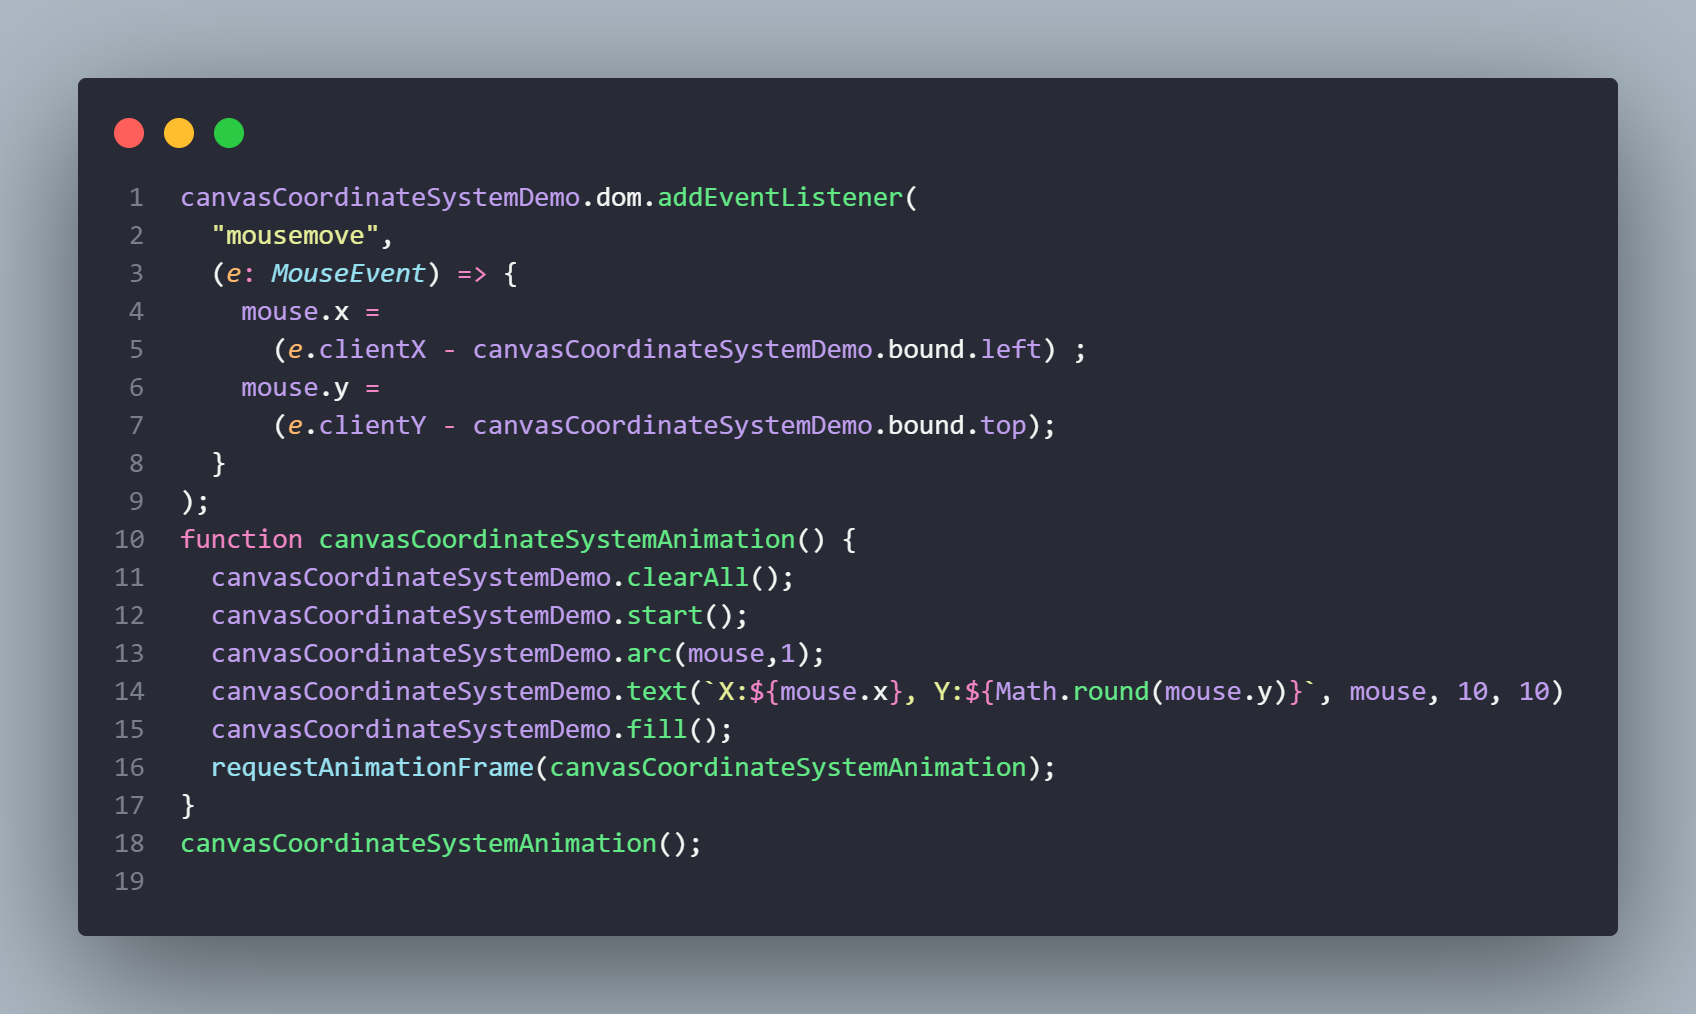 1 canvasCoordinateSystemDemo.dom.addEventListener(
2   "mousemove",
3   (e: MouseEvent) => {
4     mouse.x =
5       (e.clientX - canvasCoordinateSystemDemo.bound.left) ;
6     mouse.y =
7       (e.clientY - canvasCoordinateSystemDemo.bound.top);
8   }
9 );
10 function canvasCoordinateSystemAnimation() {
11   canvasCoordinateSystemDemo.clearAll();
12   canvasCoordinateSystemDemo.start();
13   canvasCoordinateSystemDemo.arc(mouse,1);
14   canvasCoordinateSystemDemo.text(`X:${mouse.x}, Y:${Math.round(mouse.y)}`, mouse, 10, 10)
15   canvasCoordinateSystemDemo.fill();
16   requestAnimationFrame(canvasCoordinateSystemAnimation);
17 }
18 canvasCoordinateSystemAnimation();
19